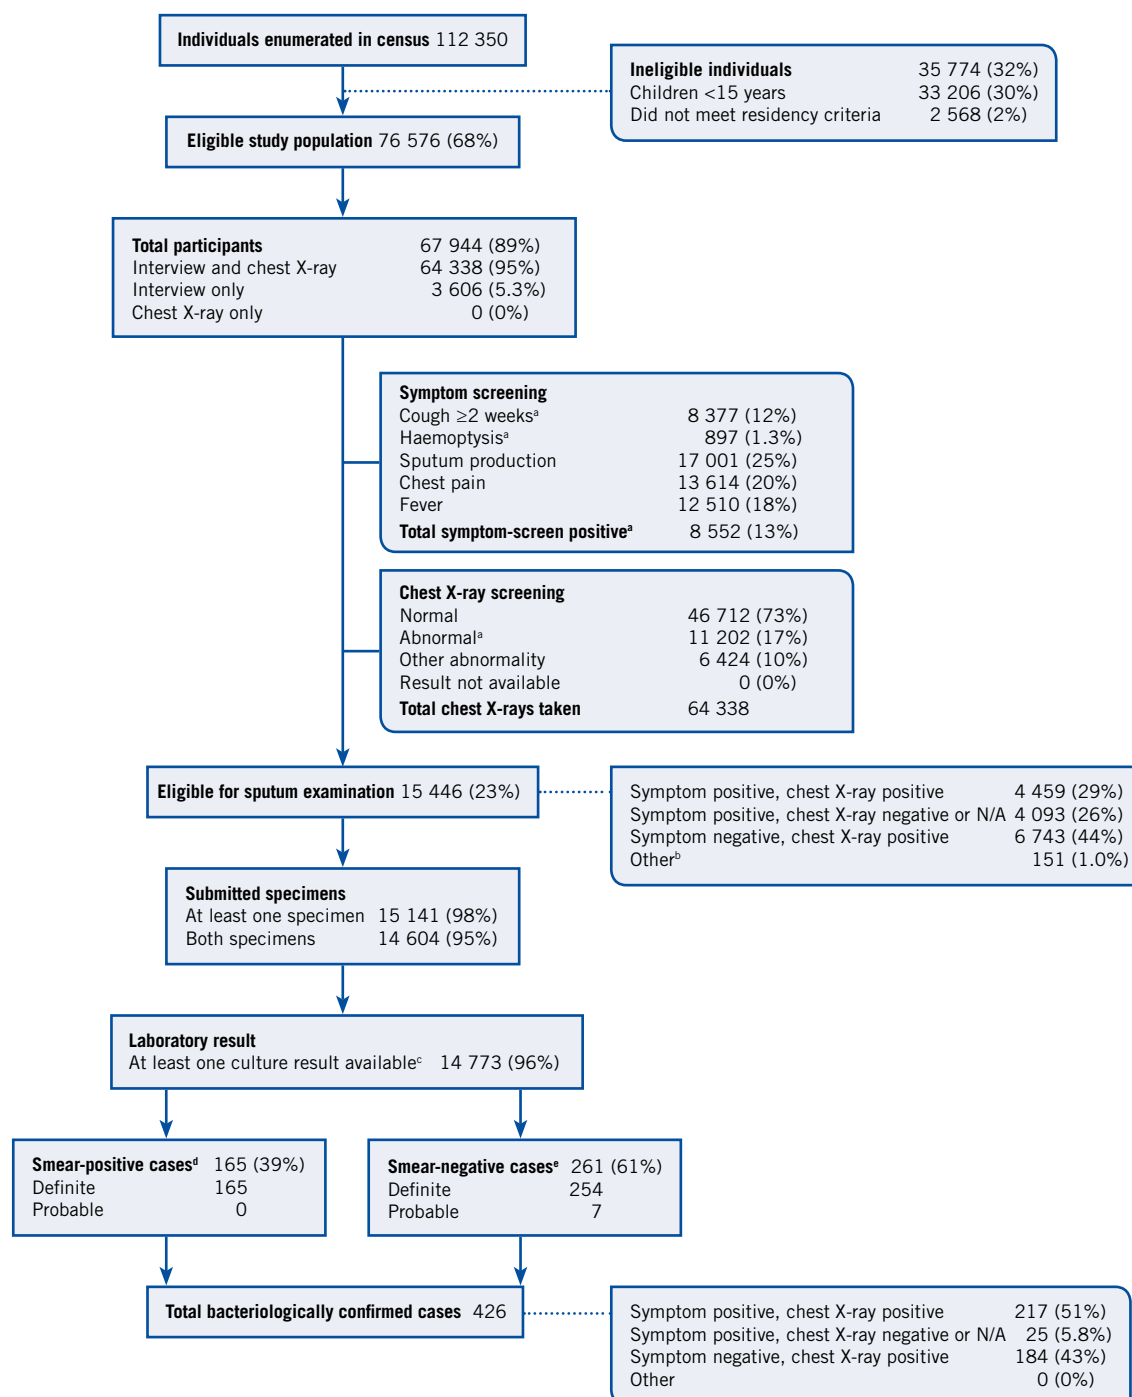 Individuals enumerated in census 112 350
Ineligible individuals 35 774 (32%)
Children <15 years 33 206 (30%)
Did not meet residency criteria 2 568 (2%)
Eligible study population 76 576 (68%)
Total participants 67 944 (89%)
Interview and chest X-ray 64 338 (95%)
Interview only 3 606 (5.3%)
Chest X-ray only 0 (0%)
Symptom screening
Cough ≥2 weeksᵃ 8 377 (12%)
Haemoptysisᵃ 897 (1.3%)
Sputum production 17 001 (25%)
Chest pain 13 614 (20%)
Fever 12 510 (18%)
Total symptom-screen positiveᵃ 8 552 (13%)
Chest X-ray screening
Normal 46 712 (73%)
Abnormalᵃ 11 202 (17%)
Other abnormality 6 424 (10%)
Result not available 0 (0%)
Total chest X-rays taken 64 338
Eligible for sputum examination 15 446 (23%)
Symptom positive, chest X-ray positive 4 459 (29%)
Symptom positive, chest X-ray negative or N/A 4 093 (26%)
Symptom negative, chest X-ray positive 6 743 (44%)
Otherᵇ 151 (1.0%)
Submitted specimens
At least one specimen 15 141 (98%)
Both specimens 14 604 (95%)
Laboratory result
At least one culture result availableᶜ 14 773 (96%)
Smear-positive casesᵈ 165 (39%)
Definite 165
Probable 0
Smear-negative casesᵉ 261 (61%)
Definite 254
Probable 7
Total bacteriologically confirmed cases 426
Symptom positive, chest X-ray positive 217 (51%)
Symptom positive, chest X-ray negative or N/A 25 (5.8%)
Symptom negative, chest X-ray positive 184 (43%)
Other 0 (0%)